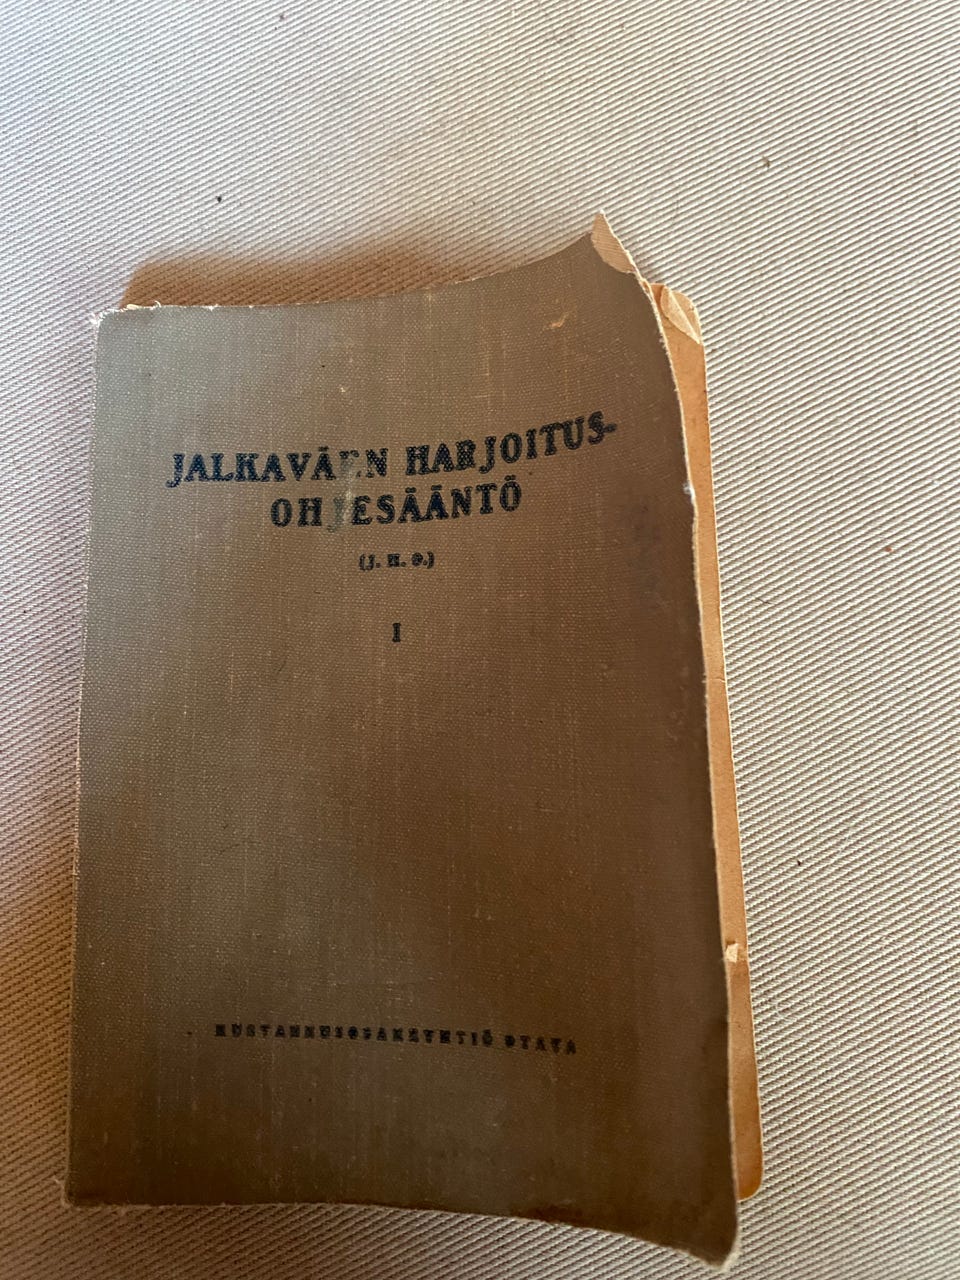 JALKAVÄEN HARJOITUS-
OHJESÄÄNTÖ
(J. H. O.)
I
KUSTANNUSOSAKEYHTIÖ OTAVA